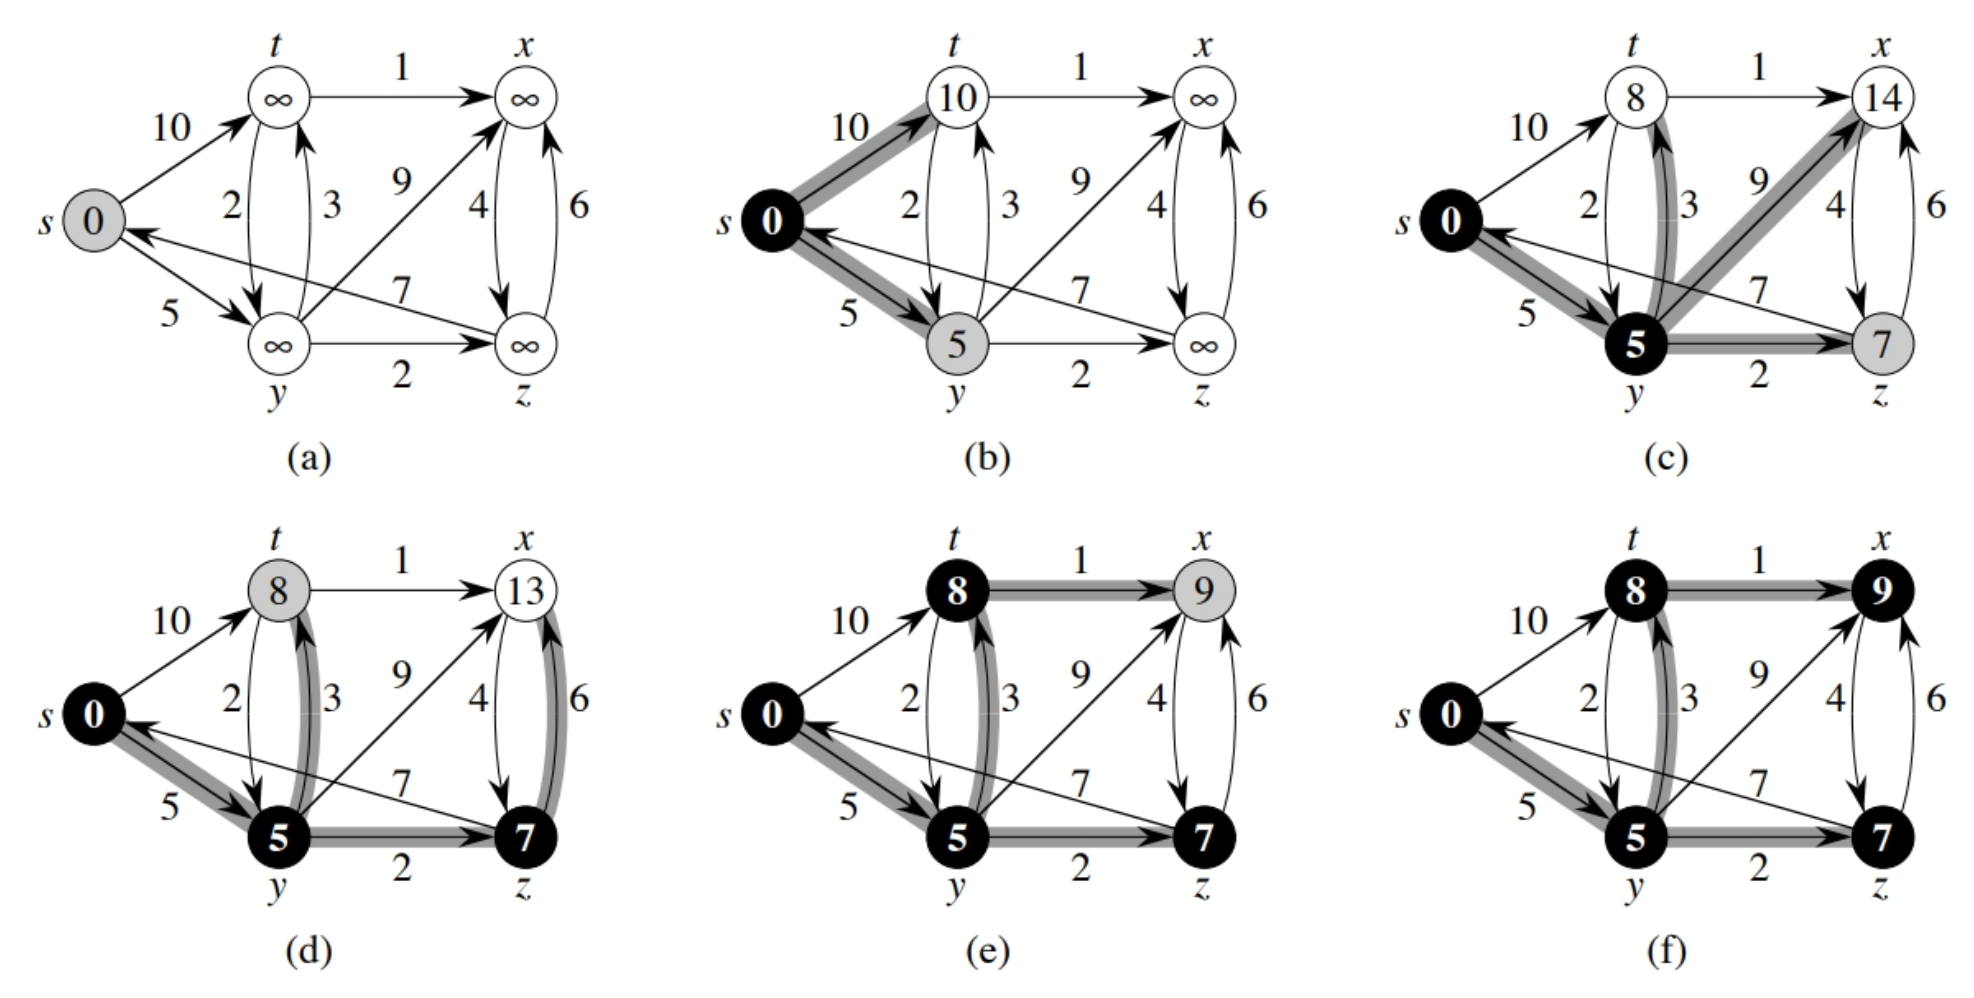 t x t x t x
1 1 1
∞ ∞ 10 ∞ 8 14
10 10 10
9 9 9
2 3 4 6 2 3 4 6 2 3 4 6
s 0 s 0 s 0
7 7 7
5 5 5
∞ ∞ 5 ∞ 5 7
2 2 2
y z y z y z
(a) (b) (c)
t x t x t x
1 1 1
8 13 8 9 8 9
10 10 10
9 9 9
2 3 4 6 2 3 4 6 2 3 4 6
s 0 s 0 s 0
7 7 7
5 5 5
5 7 5 7 5 7
2 2 2
y z y z y z
(d) (e) (f)